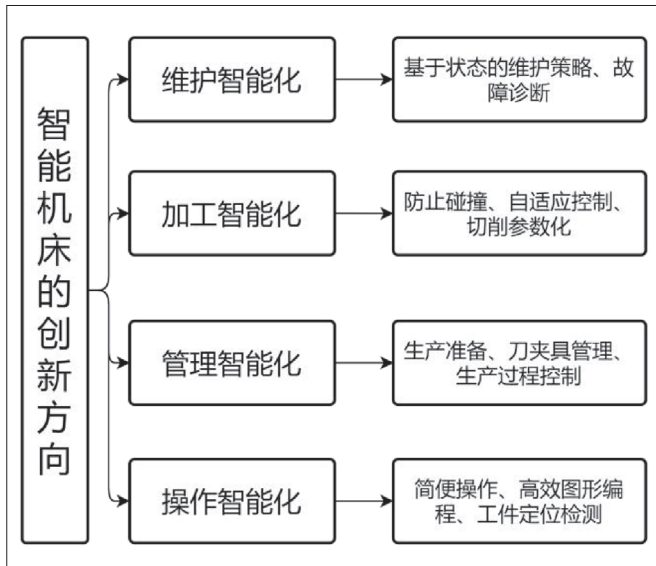 智能机床的创新方向
维护智能化
基于状态的维护策略、故
障诊断
加工智能化
防止碰撞、自适应控制、
切削参数化
管理智能化
生产准备、刀夹具管理、
生产过程控制
操作智能化
简便操作、高效图形编
程、工件定位检测